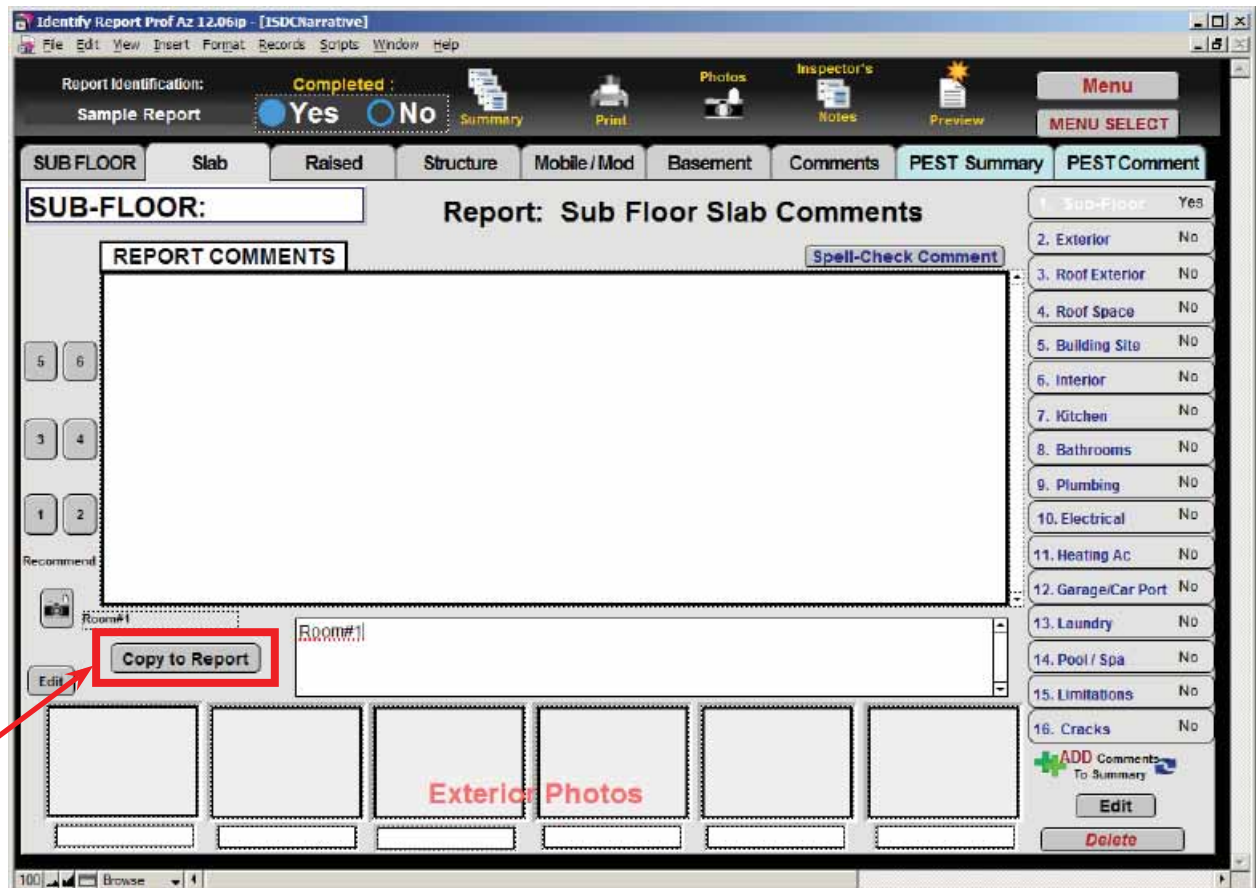 Identify Report Prof Az 12.06ip - [ISDCNarrative]
File Edit View Insert Format Records Scripts Window Help
Report Identification:
Sample Report
Completed :
Yes No
Summary
Print
Photos
Inspector's
Notes
Preview
Menu
MENU SELECT
SUB FLOOR Slab Raised Structure Mobile / Mod Basement Comments PEST Summary PEST Comment
SUB-FLOOR:
Report: Sub Floor Slab Comments
REPORT COMMENTS
Spell-Check Comment
1. Sub-Floor Yes
2. Exterior No
3. Roof Exterior No
4. Roof Space No
5. Building Site No
6. Interior No
7. Kitchen No
8. Bathrooms No
9. Plumbing No
10. Electrical No
11. Heating Ac No
12. Garage/Car Port No
13. Laundry No
14. Pool / Spa No
15. Limitations No
16. Cracks No
5 6
3 4
1 2
Recommend
Room#1
Room#1
Copy to Report
Edit
Exterior Photos
ADD Comments
To Summary
Edit
Delete
100 Browse